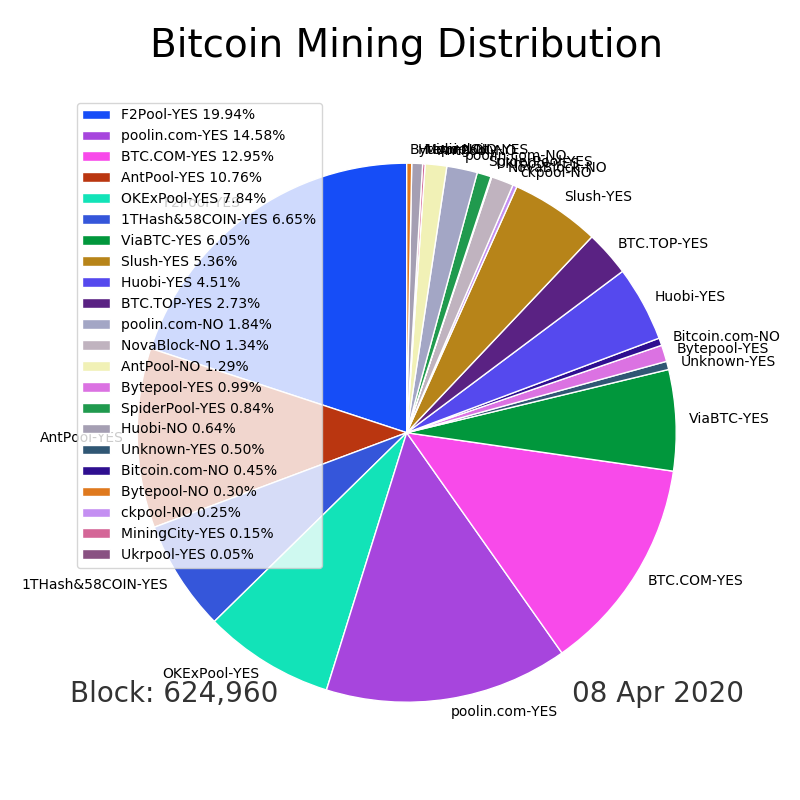 Bitcoin Mining Distribution
F2Pool-YES 19.94%
poolin.com-YES 14.58%
BTC.COM-YES 12.95%
AntPool-YES 10.76%
OKExPool-YES 7.84%
1THash&58COIN-YES 6.65%
ViaBTC-YES 6.05%
Slush-YES 5.36%
Huobi-YES 4.51%
BTC.TOP-YES 2.73%
poolin.com-NO 1.84%
NovaBlock-NO 1.34%
AntPool-NO 1.29%
Bytepool-YES 0.99%
SpiderPool-YES 0.84%
Huobi-NO 0.64%
Unknown-YES 0.50%
Bitcoin.com-NO 0.45%
Bytepool-NO 0.30%
ckpool-NO 0.25%
MiningCity-YES 0.15%
Ukrpool-YES 0.05%
poolin.com-NO
NovaBlock-NO
ckpool-NO
Slush-YES
BTC.TOP-YES
Huobi-YES
Bitcoin.com-NO
Bytepool-YES
Unknown-YES
ViaBTC-YES
BTC.COM-YES
poolin.com-YES
OKExPool-YES
1THash&58COIN-YES
AntPool-YES
F2Pool-YES
Block: 624,960
08 Apr 2020